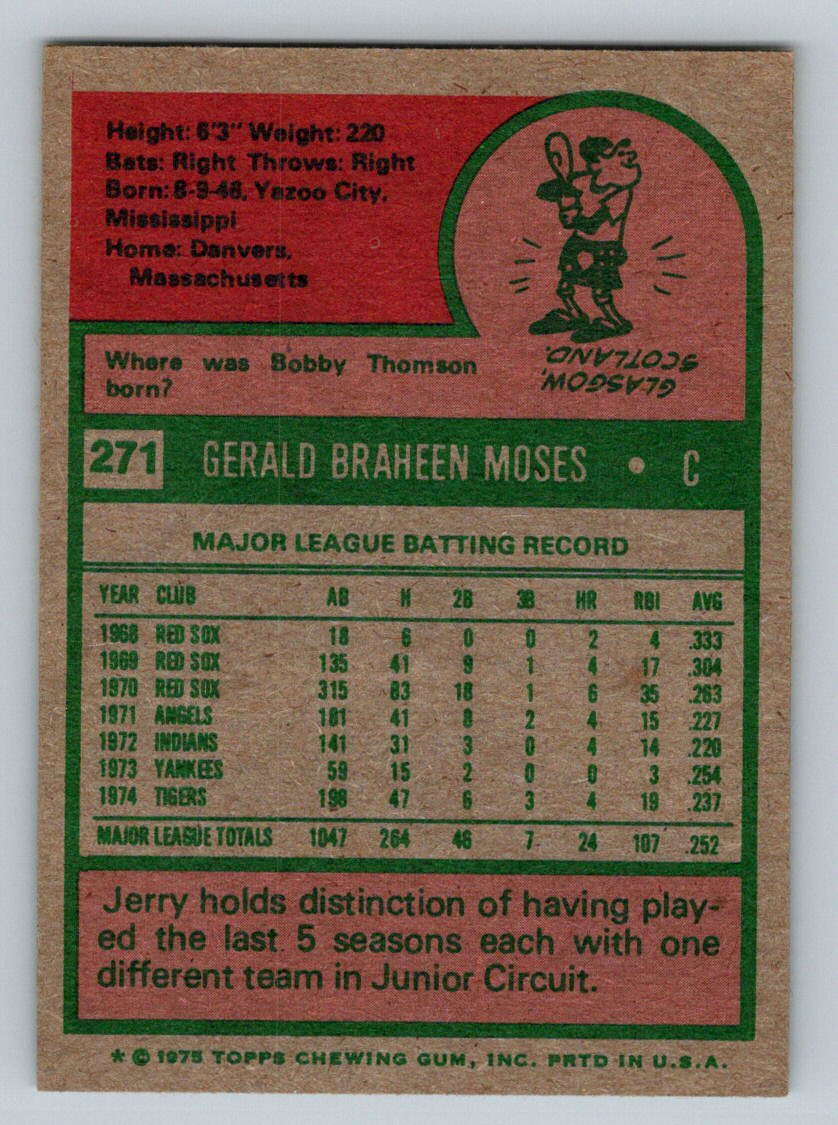 Height: 6'3" Weight: 220
Bats: Right Throws: Right
Born: 8-9-46, Yazoo City,
Mississippi
Home: Danvers,
Massachusetts
Where was Bobby Thomson
born?
GLASGOW,
SCOTLAND.
271 GERALD BRAHEEN MOSES • C
MAJOR LEAGUE BATTING RECORD
YEAR CLUB AB H 2B 3B HR RBI AVG
1968 RED SOX 18 6 0 0 2 4 .333
1969 RED SOX 135 41 9 1 4 17 .304
1970 RED SOX 315 83 18 1 6 35 .263
1971 ANGELS 181 41 8 2 4 15 .227
1972 INDIANS 141 31 3 0 4 14 .220
1973 YANKEES 59 15 2 0 0 3 .254
1974 TIGERS 198 47 6 3 4 19 .237
MAJOR LEAGUE TOTALS 1047 264 46 7 24 107 .252
Jerry holds distinction of having play-
ed the last 5 seasons each with one
different team in Junior Circuit.
* © 1975 TOPPS CHEWING GUM, INC. PRTD IN U.S.A.